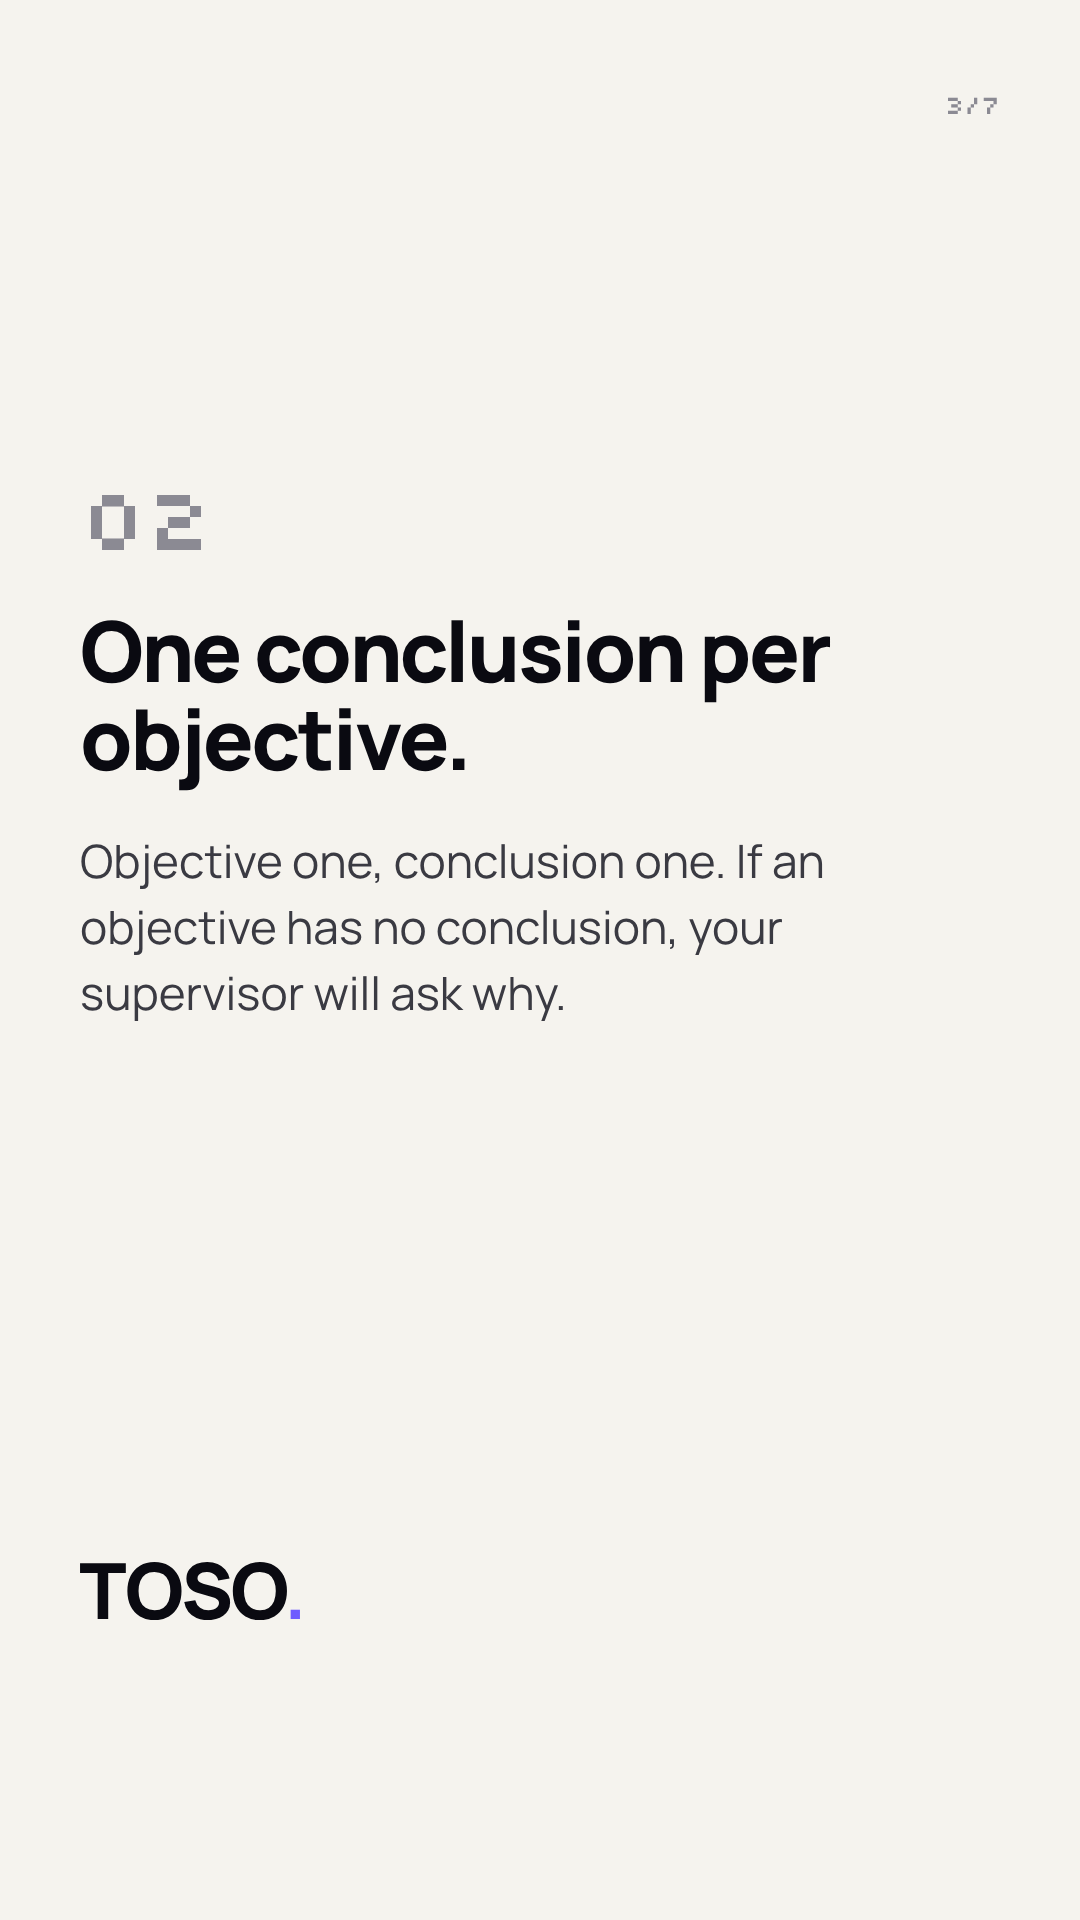 3/7
02
One conclusion per
objective.
Objective one, conclusion one. If an
objective has no conclusion, your
supervisor will ask why.
TOSO.